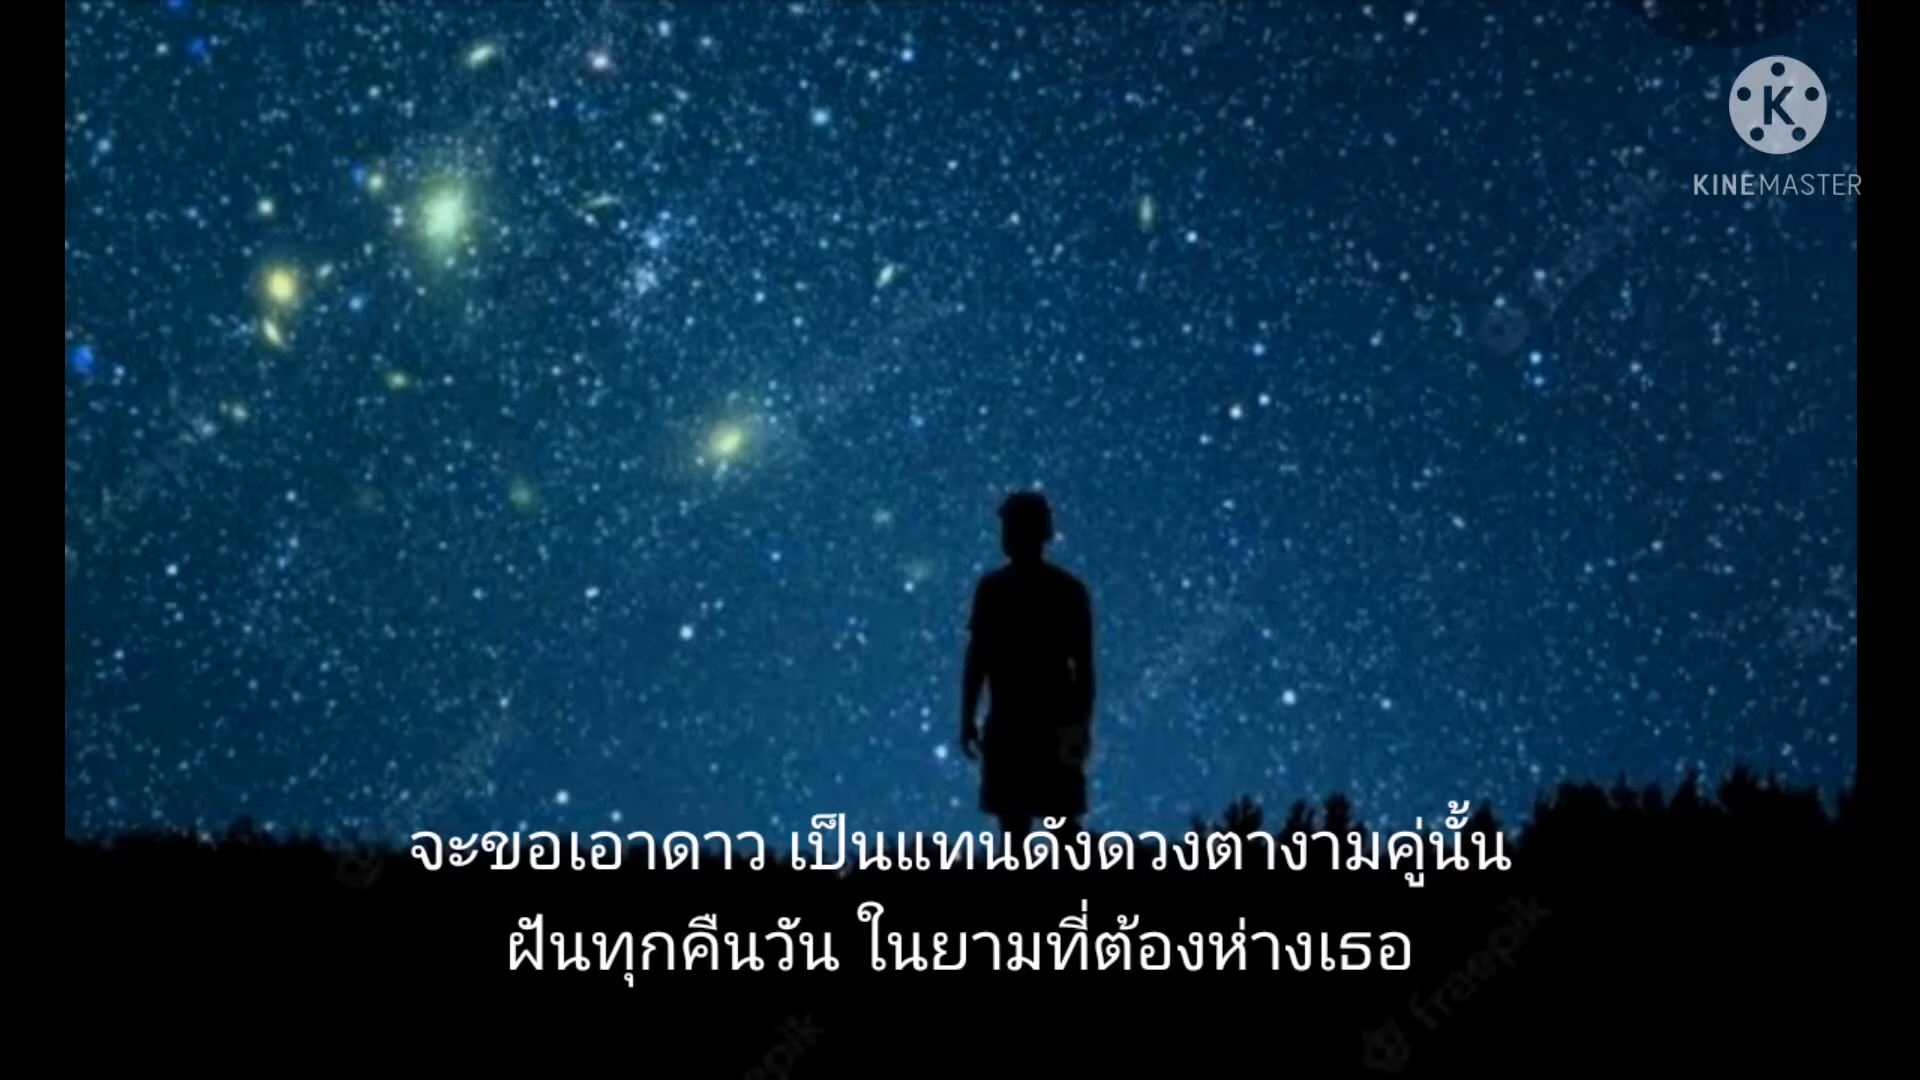 KINEMASTER
จะขอเอาดาว เป็นแทนดังดวงตางามคู่นั้น
ฝันทุกคืนวัน ในยามที่ต้องห่างเธอ
freepik